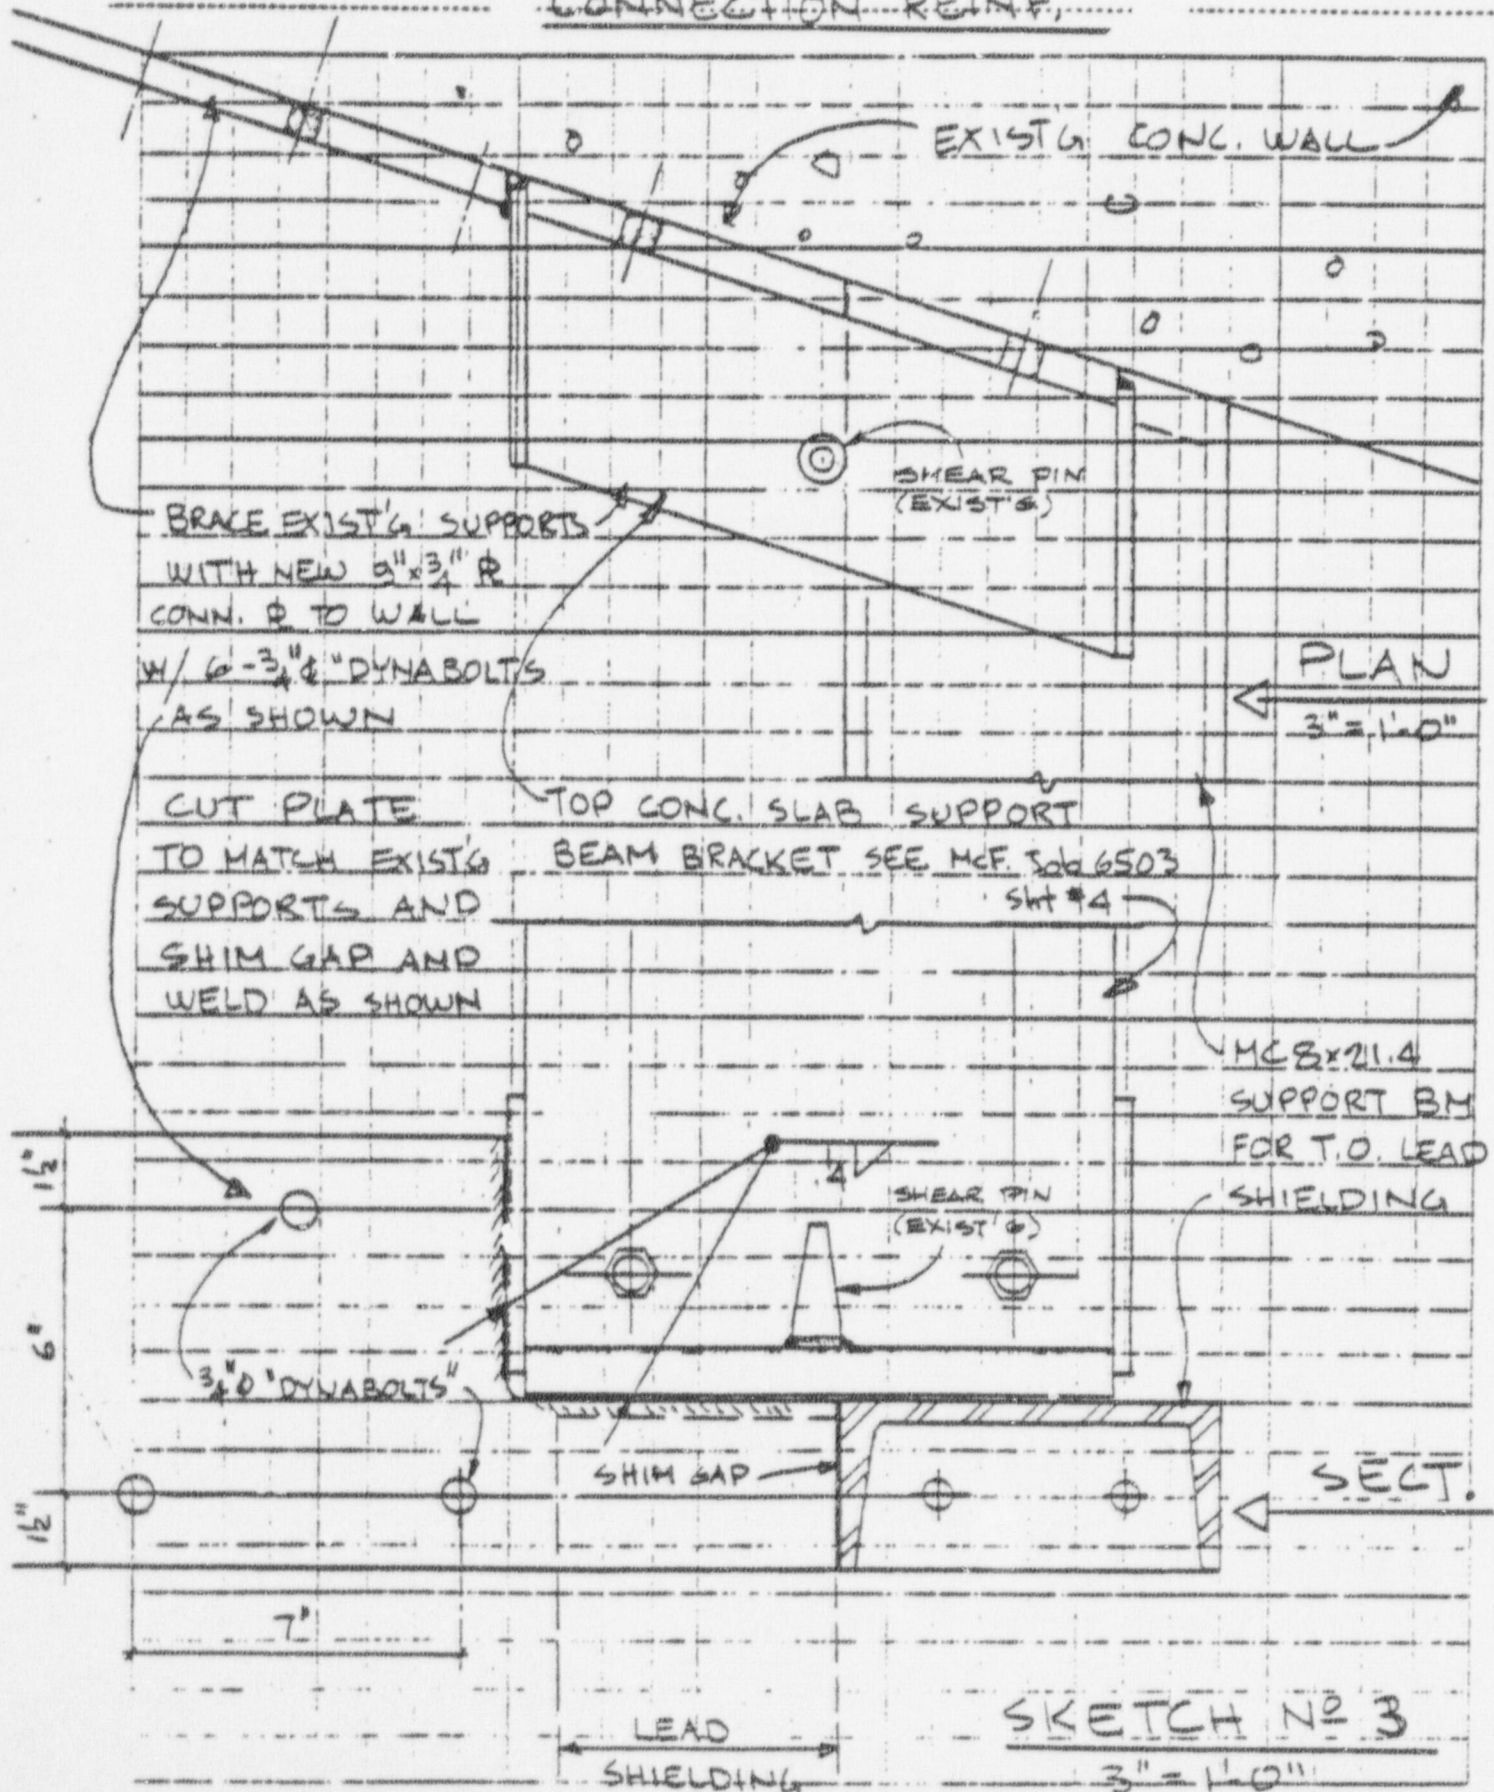 CONNECTION REINF.
EXIST'G CONC. WALL
SHEAR PIN
(EXIST'G)
BRACE EXIST'G SUPPORTS
WITH NEW 9"x3/4" ℞
CONN. ℞ TO WALL
W/ 6-3/4"ø "DYNABOLTS
AS SHOWN
PLAN
3" = 1'-0"
CUT PLATE
TO MATCH EXIST'G
SUPPORTS AND
SHIM GAP AND
WELD AS SHOWN
TOP CONC. SLAB SUPPORT
BEAM BRACKET SEE McF. Job 6503
Sht #4
MC8x21.4
SUPPORT BM
FOR T.O. LEAD
SHIELDING
1½"
4
SHEAR PIN
(EXIST'G)
6"
3/4"ø "DYNABOLTS"
SHIM GAP
SECT.
1½"
7"
LEAD
SHIELDING
SKETCH Nº 3
3" = 1'-0"